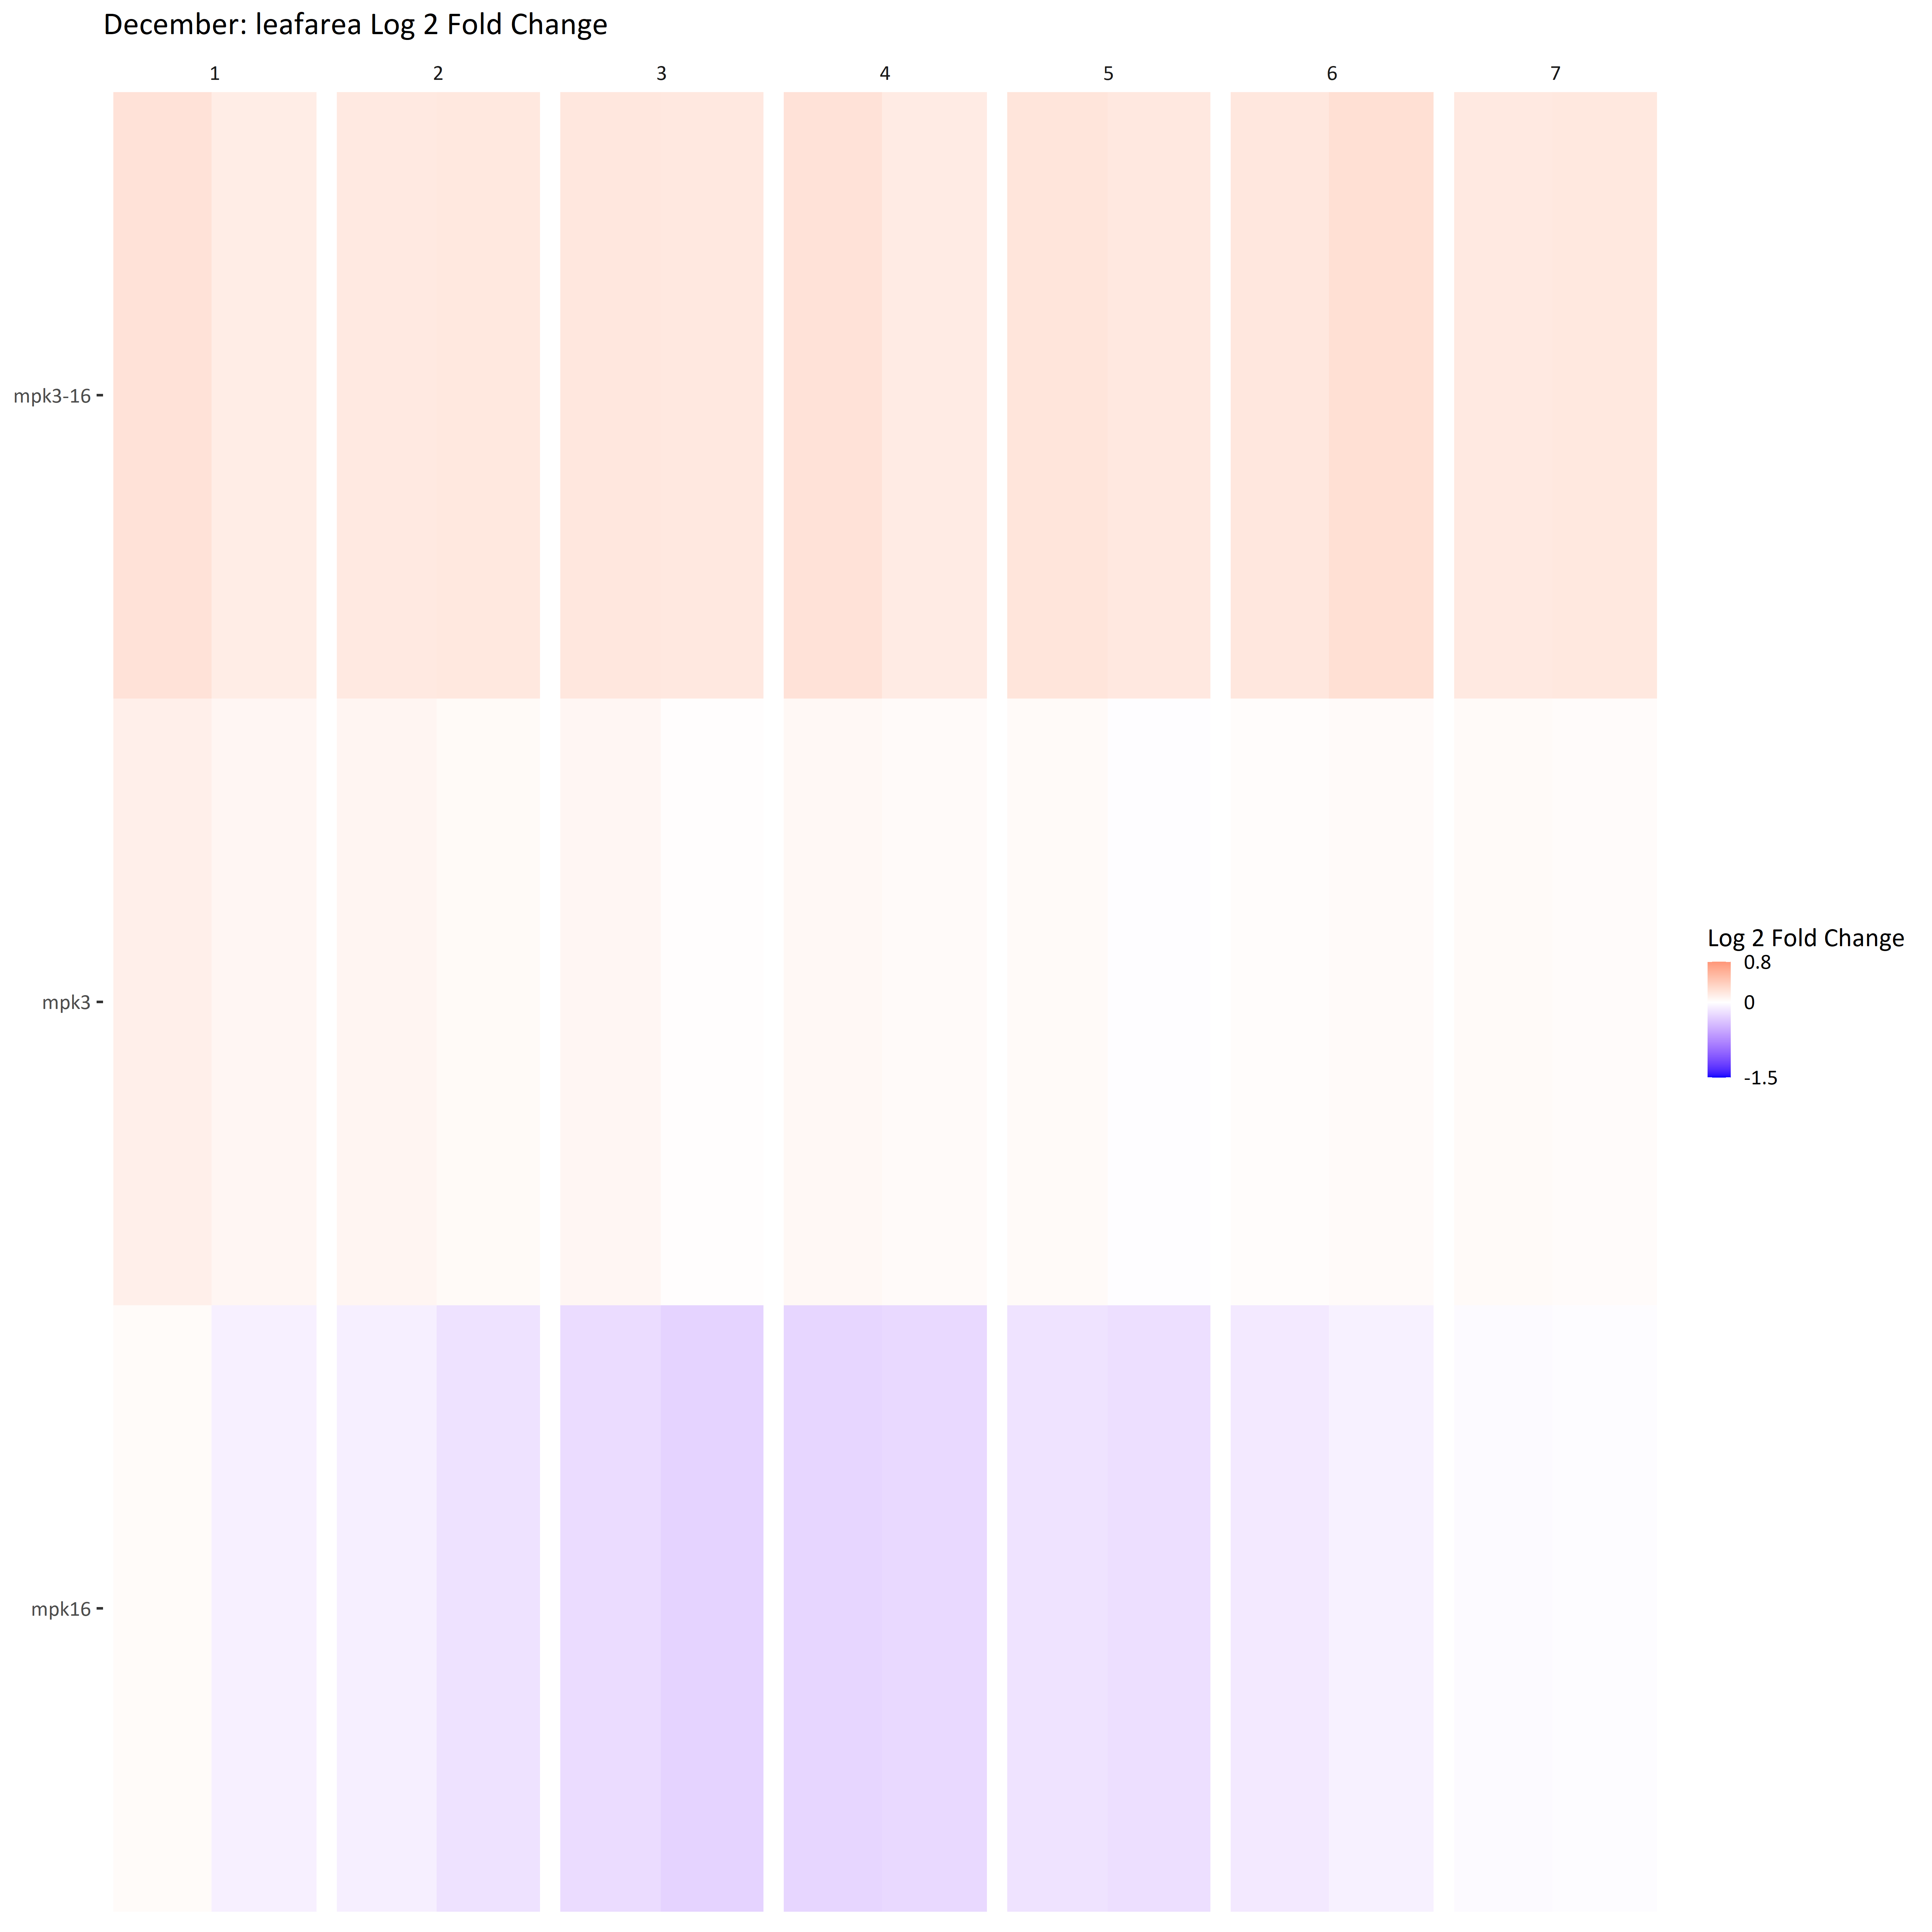 December: leafarea Log 2 Fold Change
1 2 3 4 5 6 7
mpk3-16
mpk3
mpk16
Log 2 Fold Change
0.8
0
-1.5